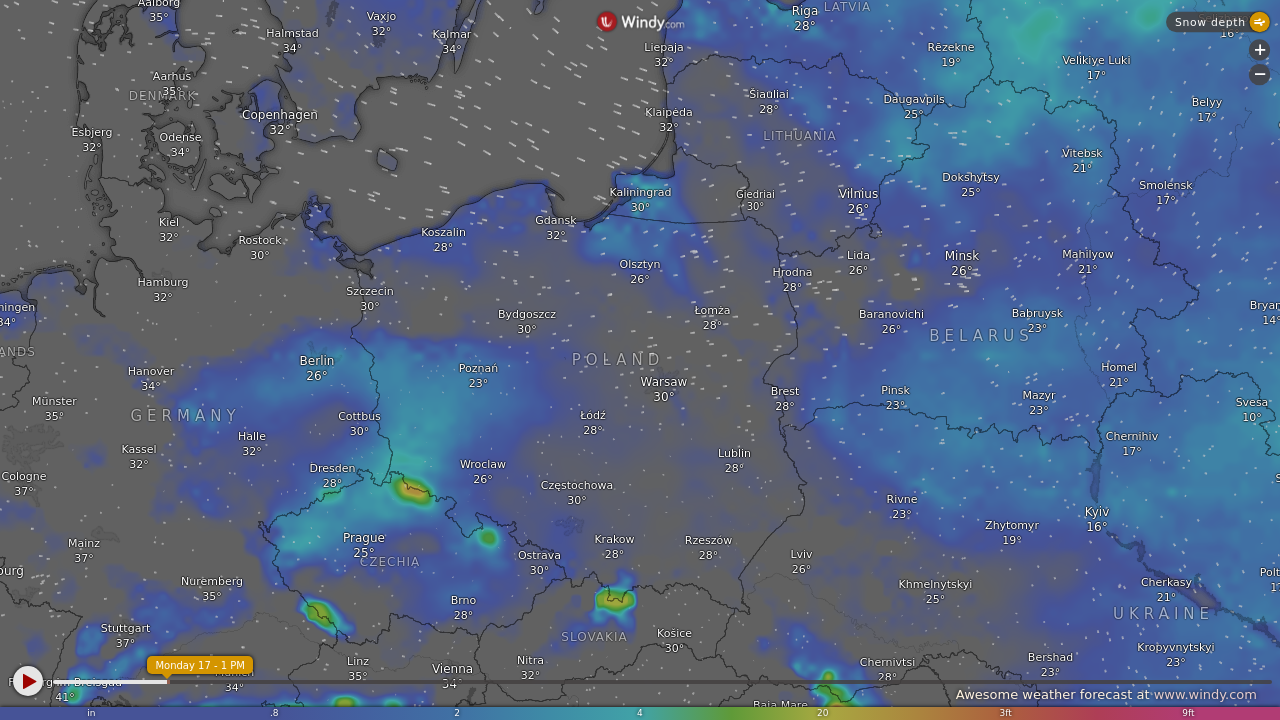 Aalborg
35°
Vaxjo
32°
Halmstad
34°
Kalmar
34°
Windy.com
Riga
28°
LATVIA
Snow depth
16°
Liepaja
32°
Rēzekne
19°
Velikiye Luki
17°
+
−
Aarhus
35°
DENMARK
Copenhagen
32°
Klaipėda
32°
Šiauliai
28°
Daugavpils
25°
Belyy
17°
Esbjerg
32°
Odense
34°
LITHUANIA
Vitebsk
21°
Kaliningrad
30°
Giedriai
30°
Vilnius
26°
Dokshytsy
25°
Smolensk
17°
Kiel
32°
Rostock
30°
Koszalin
28°
Gdansk
32°
Olsztyn
26°
Hrodna
28°
Lida
26°
Minsk
26°
Mahilyow
21°
Hamburg
32°
Szczecin
30°
Bydgoszcz
30°
Łomża
28°
Baranovichi
26°
Babruysk
23°
Bryan
14°
ningen
34°
ANDS
BELARUS
Berlin
26°
Poznań
23°
POLAND
Warsaw
30°
Hanover
34°
Homel
21°
Brest
28°
Pinsk
23°
Mazyr
23°
Münster
35°
GERMANY
Cottbus
30°
Łódź
28°
Svesa
10°
Kassel
32°
Halle
32°
Chernihiv
17°
Cologne
37°
Dresden
28°
Wroclaw
26°
Lublin
28°
Częstochowa
30°
Rivne
23°
Kyiv
16°
Zhytomyr
19°
Mainz
37°
Prague
25°
CZECHIA
Krakow
28°
Rzeszów
28°
Ostrava
30°
Lviv
26°
burg
Nuremberg
35°
Brno
28°
Khmelnytskyi
25°
Cherkasy
21°
Polt
UKRAINE
Stuttgart
37°
SLOVAKIA
Košice
30°
Monday 17 - 1 PM
Linz
35°
Vienna
34°
Nitra
32°
Chernivtsi
28°
Bershad
23°
Kropyvnytskyi
23°
41°
34°
Baia Mare
Awesome weather forecast at www.windy.com
in .8 2 4 20 3ft 9ft